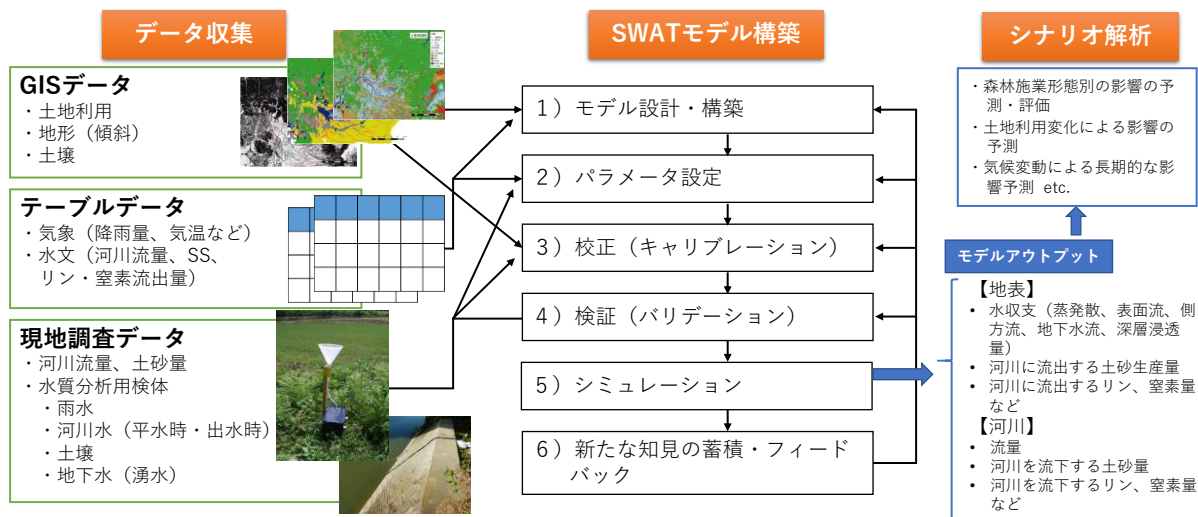 データ収集
GISデータ
・土地利用
・地形（傾斜）
・土壌
テーブルデータ
・気象（降雨量、気温など）
・水文（河川流量、SS、
リン・窒素流出量）
現地調査データ
・河川流量、土砂量
・水質分析用検体
・雨水
・河川水（平水時・出水時）
・土壌
・地下水（湧水）
SWATモデル構築
1）モデル設計・構築
2）パラメータ設定
3）校正（キャリブレーション）
4）検証（バリデーション）
5）シミュレーション
6）新たな知見の蓄積・フィード
バック
シナリオ解析
・森林施業形態別の影響の予
測・評価
・土地利用変化による影響の
予測
・気候変動による長期的な影
響予測 etc.
モデルアウトプット
【地表】
• 水収支（蒸発散、表面流、側
方流、地下水流、深層浸透
量）
• 河川に流出する土砂生産量
• 河川に流出するリン、窒素量
など
【河川】
• 流量
• 河川を流下する土砂量
• 河川を流下するリン、窒素量
など